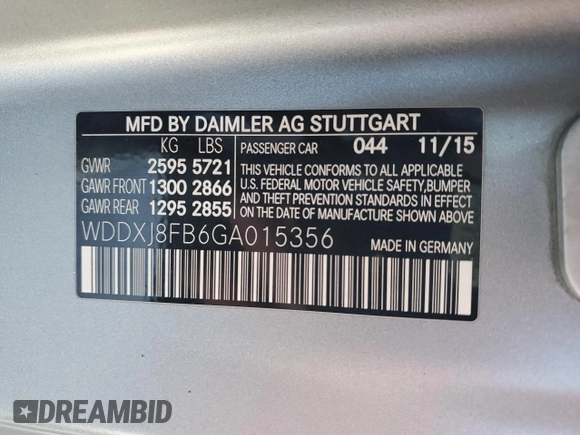 MFD BY DAIMLER AG STUTTGART
KG LBS PASSENGER CAR 044 11/15
GVWR 2595 5721
GAWR FRONT 1300 2866
GAWR REAR 1295 2855
THIS VEHICLE CONFORMS TO ALL APPLICABLE
U.S. FEDERAL MOTOR VEHICLE SAFETY,BUMPER
AND THEFT PREVENTION STANDARDS IN EFFECT
ON THE DATE OF MANUFACTURE SHOWN ABOVE.
WDDXJ8FB6GA015356 MADE IN GERMANY
DREAMBID